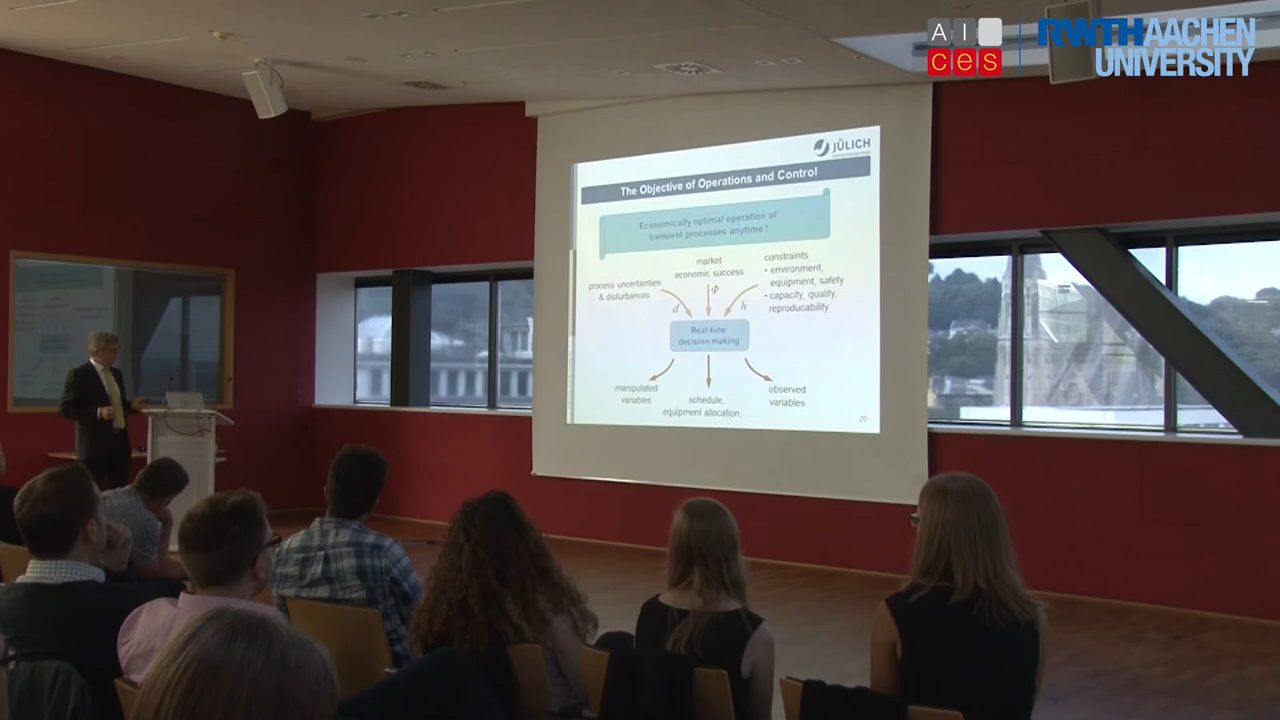 AI
ces
RWTHAACHEN
UNIVERSITY
JÜLICH
The Objective of Operations and Control
Economically optimal operation of
transient processes anytime !
process uncertainties
& disturbances
market
economic success
constraints
• environment,
equipment, safety
• capacity, quality,
reproducability
d
Φ
h
Real-time
decision making
manipulated
variables
schedule,
equipment allocation,
observed
variables
20